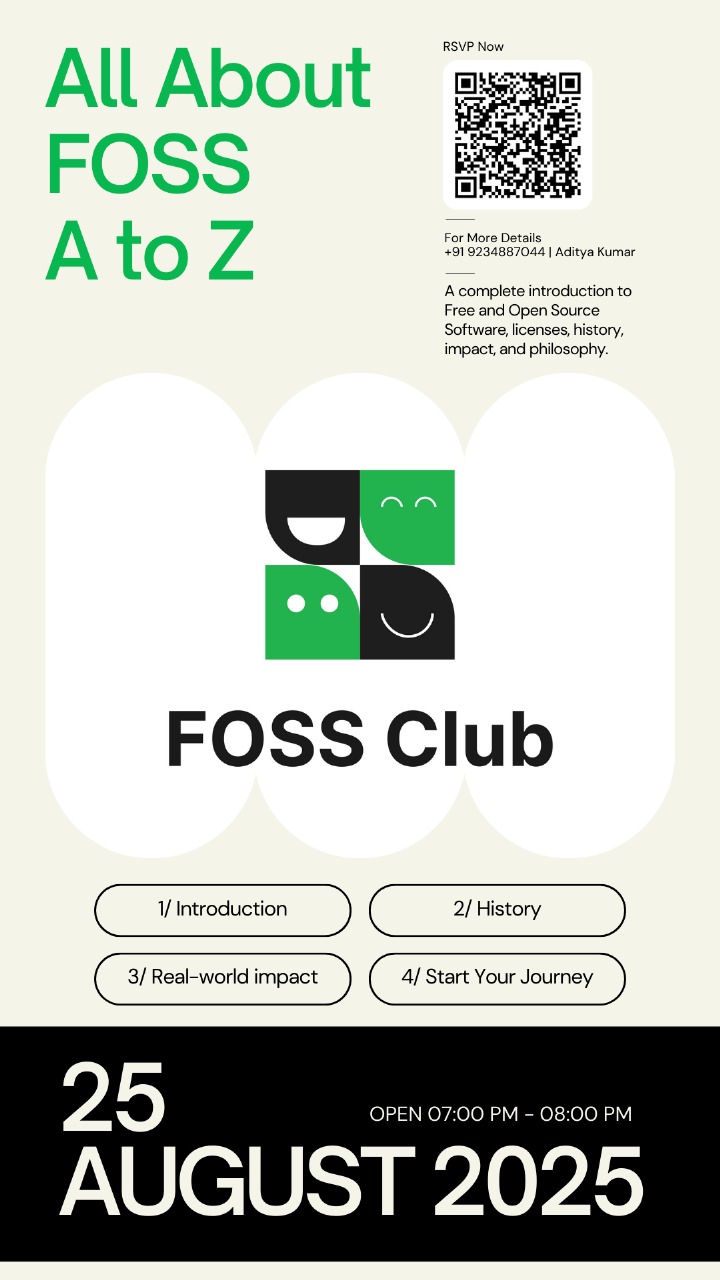 All About
FOSS
A to Z
RSVP Now
For More Details
+91 9234887044 | Aditya Kumar
A complete introduction to
Free and Open Source
Software, licenses, history,
impact, and philosophy.
FOSS Club
1/ Introduction
2/ History
3/ Real-world impact
4/ Start Your Journey
25
OPEN 07:00 PM - 08:00 PM
AUGUST 2025